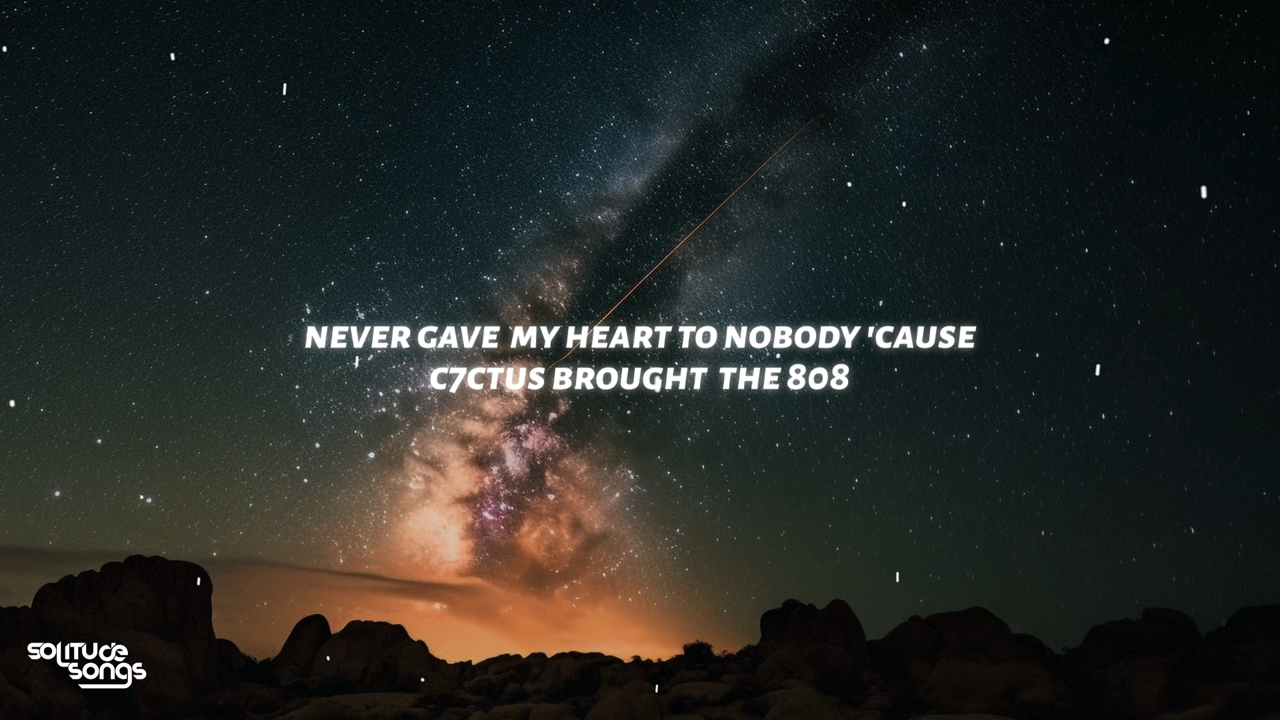 NEVER GAVE MY HEART TO NOBODY 'CAUSE
C7CTUS BROUGHT THE 808
solitude
songs